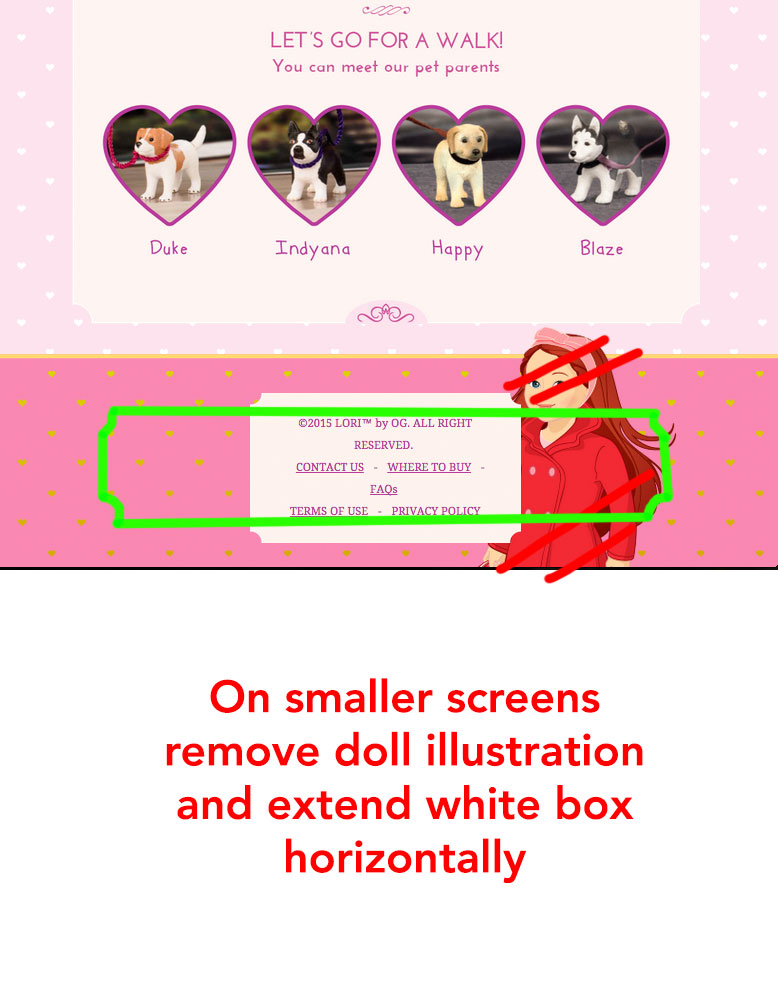 LET'S GO FOR A WALK!
You can meet our pet parents
Duke Indyana Happy Blaze
©2015 LORI™ by OG. ALL RIGHT
RESERVED.
CONTACT US - WHERE TO BUY -
FAQs
TERMS OF USE - PRIVACY POLICY
On smaller screens
remove doll illustration
and extend white box
horizontally